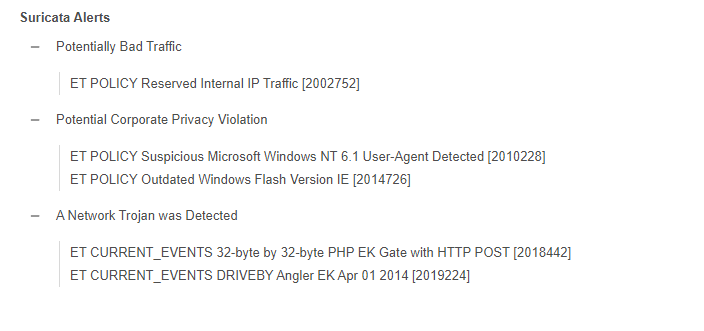 Suricata Alerts
– Potentially Bad Traffic
ET POLICY Reserved Internal IP Traffic [2002752]
– Potential Corporate Privacy Violation
ET POLICY Suspicious Microsoft Windows NT 6.1 User-Agent Detected [2010228]
ET POLICY Outdated Windows Flash Version IE [2014726]
– A Network Trojan was Detected
ET CURRENT_EVENTS 32-byte by 32-byte PHP EK Gate with HTTP POST [2018442]
ET CURRENT_EVENTS DRIVEBY Angler EK Apr 01 2014 [2019224]